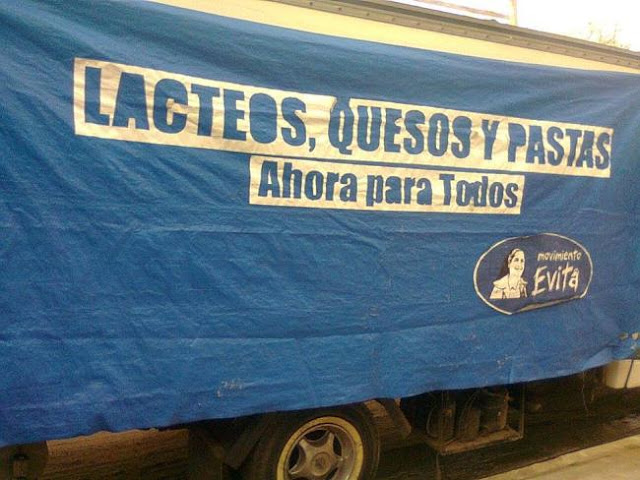 LACTEOS, QUESOS Y PASTAS
Ahora para Todos
movimiento
Evita